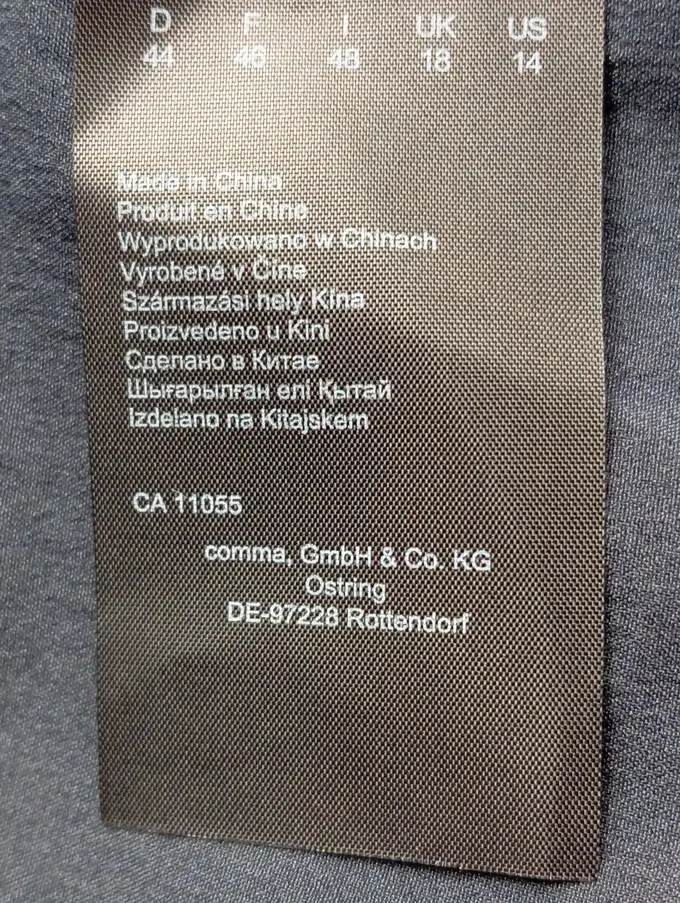 D F I UK US
44 46 48 18 14
Made in China
Produit en Chine
Wyprodukowano w Chinach
Vyrobené v Číne
Származási hely Kína
Proizvedeno u Kini
Сделано в Китае
Шығарылған елі Қытай
Izdelano na Kitajskem
CA 11055
comma, GmbH & Co. KG
Ostring
DE-97228 Rottendorf